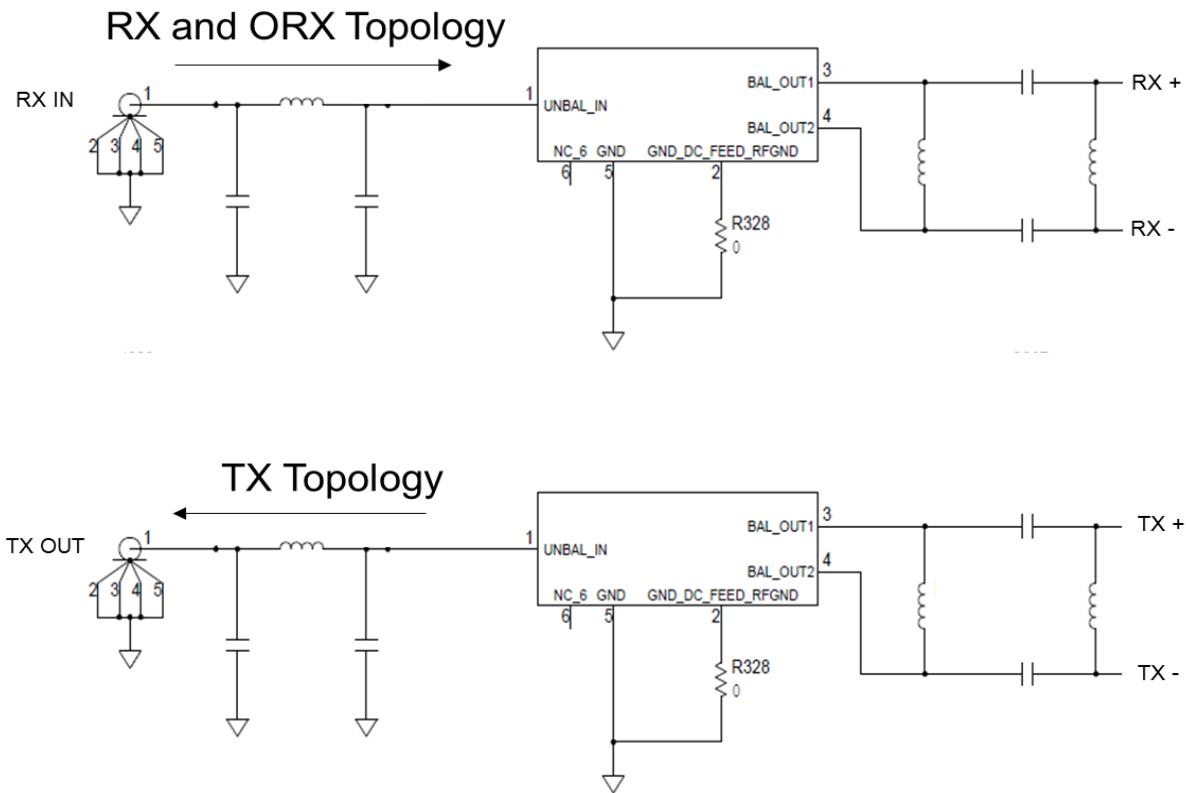 RX and ORX Topology
RX IN
1
2 3 4 5
1 UNBAL_IN
BAL_OUT1 3
BAL_OUT2 4
NC_6 GND GND_DC_FEED_RFGND
6 5 2
R328
0
RX +
RX -
TX Topology
TX OUT
1
2 3 4 5
1 UNBAL_IN
BAL_OUT1 3
BAL_OUT2 4
NC_6 GND GND_DC_FEED_RFGND
6 5 2
R328
0
TX +
TX -